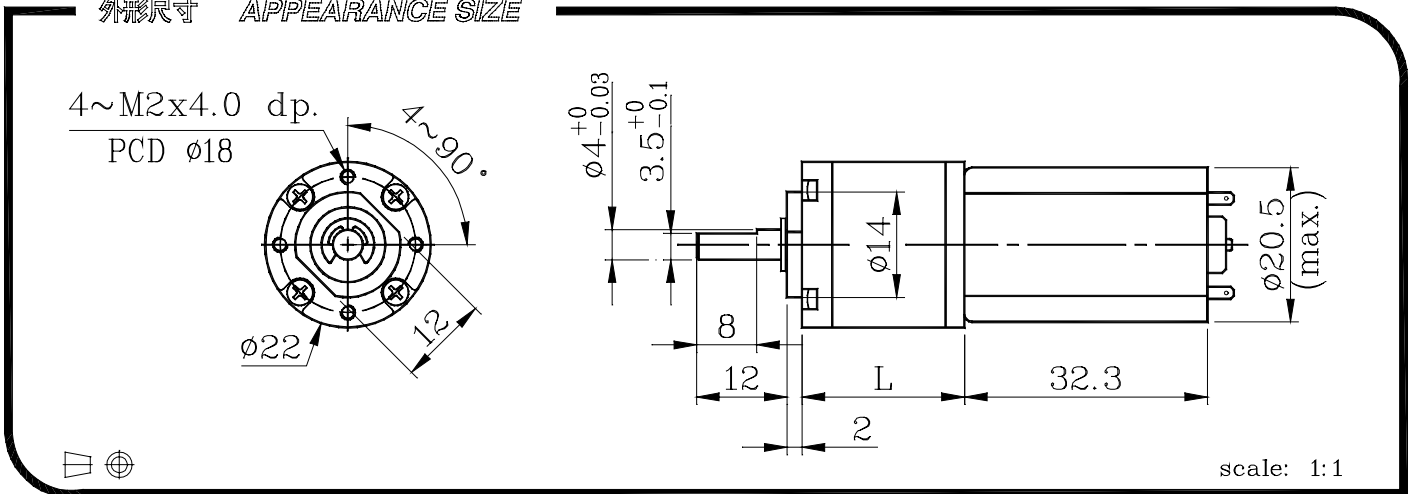 外形尺寸 APPEARANCE SIZE
4~M2x4.0 dp.
PCD ø18
4~90°
ø22
12
ø4 +0 -0.03
3.5 +0 -0.1
ø14
ø20.5
(max.)
8
12
L
32.3
2
scale: 1:1